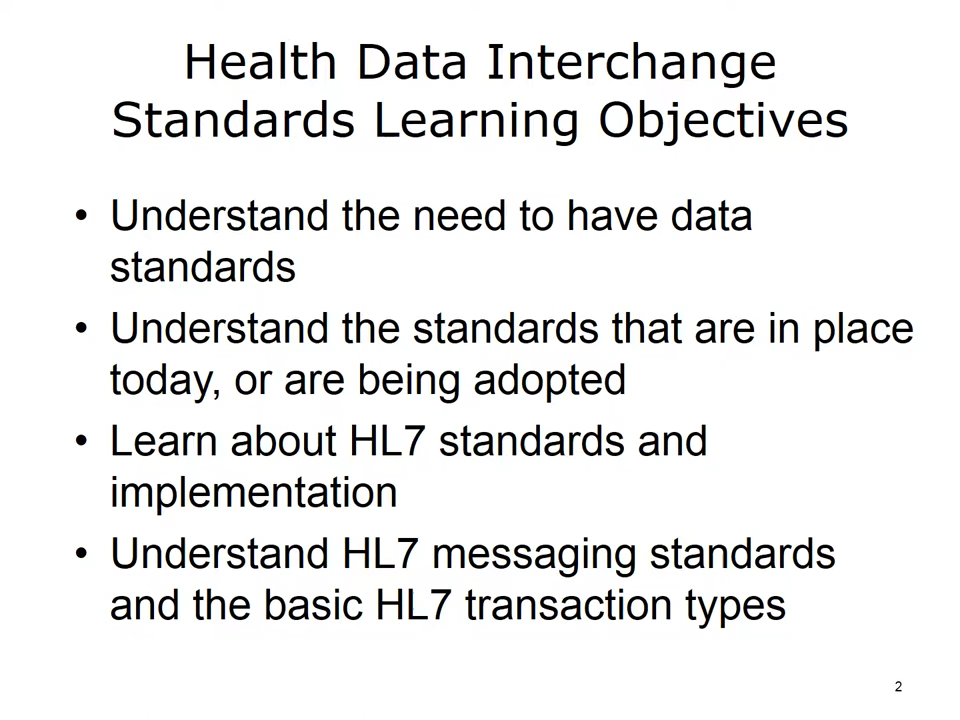 Health Data Interchange
Standards Learning Objectives
• Understand the need to have data
standards
• Understand the standards that are in place
today, or are being adopted
• Learn about HL7 standards and
implementation
• Understand HL7 messaging standards
and the basic HL7 transaction types
2